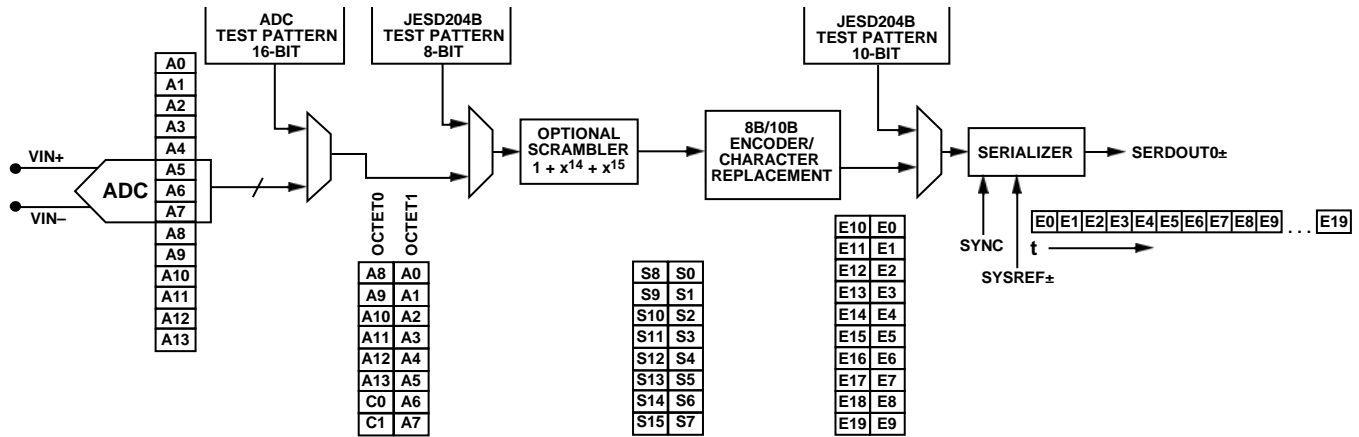 ADC
TEST PATTERN
16-BIT
JESD204B
TEST PATTERN
8-BIT
JESD204B
TEST PATTERN
10-BIT
A0
A1
A2
A3
A4
A5
A6
A7
A8
A9
A10
A11
A12
A13
VIN+
ADC
VIN–
OCTET0
OCTET1
A8 A0
A9 A1
A10 A2
A11 A3
A12 A4
A13 A5
C0 A6
C1 A7
OPTIONAL
SCRAMBLER
1 + x14 + x15
S8 S0
S9 S1
S10 S2
S11 S3
S12 S4
S13 S5
S14 S6
S15 S7
8B/10B
ENCODER/
CHARACTER
REPLACEMENT
E10 E0
E11 E1
E12 E2
E13 E3
E14 E4
E15 E5
E16 E6
E17 E7
E18 E8
E19 E9
SERIALIZER
SERDOUT0±
SYNC
SYSREF±
E0 E1 E2 E3 E4 E5 E6 E7 E8 E9 . . . E19
t